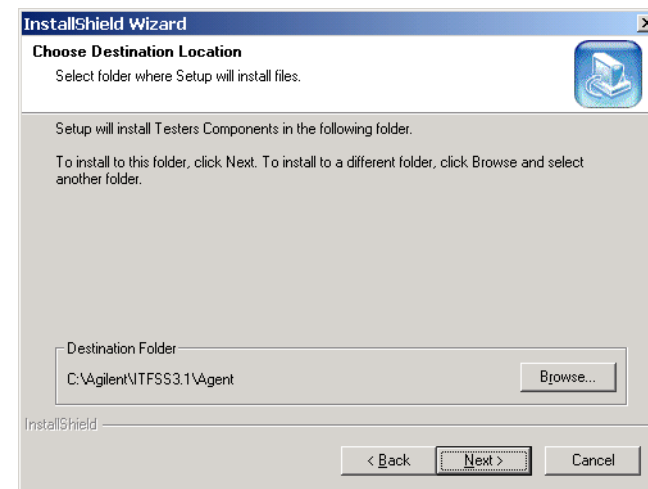 InstallShield Wizard
Choose Destination Location
Select folder where Setup will install files.
Setup will install Testers Components in the following folder.
To install to this folder, click Next. To install to a different folder, click Browse and select
another folder.
Destination Folder
C:\Agilent\ITFSS3.1\Agent
Browse...
InstallShield
< Back
Next >
Cancel